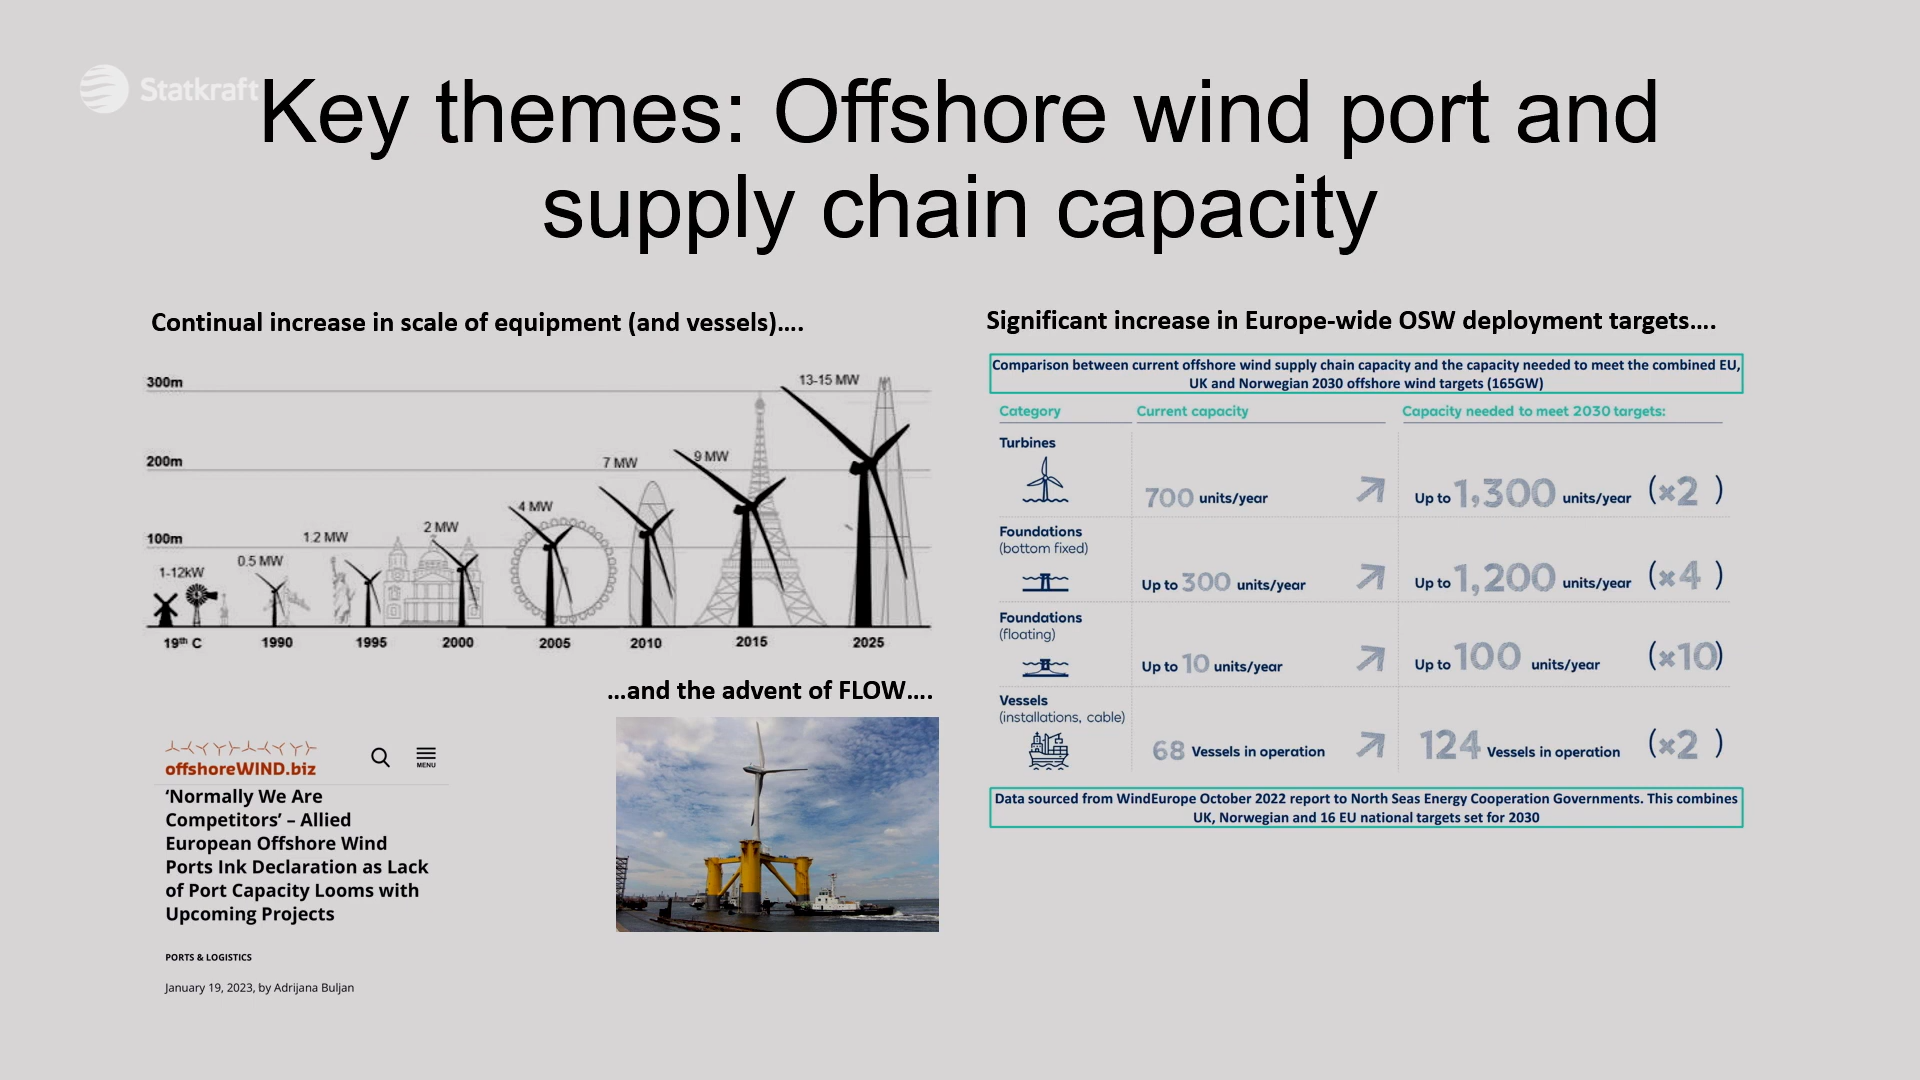 Statkraft
Key themes: Offshore wind port and
supply chain capacity
Continual increase in scale of equipment (and vessels)....
300m
200m
100m
1-12kW
0.5 MW
1.2 MW
2 MW
4 MW
7 MW
9 MW
13-15 MW
19th C
1990
1995
2000
2005
2010
2015
2025
...and the advent of FLOW....
offshoreWIND.biz
MENU
‘Normally We Are
Competitors’ – Allied
European Offshore Wind
Ports Ink Declaration as Lack
of Port Capacity Looms with
Upcoming Projects
PORTS & LOGISTICS
January 19, 2023, by Adrijana Buljan
Significant increase in Europe-wide OSW deployment targets....
Comparison between current offshore wind supply chain capacity and the capacity needed to meet the combined EU,
UK and Norwegian 2030 offshore wind targets (165GW)
Category Current capacity Capacity needed to meet 2030 targets:
Turbines
700 units/year Up to 1,300 units/year (×2 )
Foundations
(bottom fixed)
Up to 300 units/year Up to 1,200 units/year (×4 )
Foundations
(floating)
Up to 10 units/year Up to 100 units/year (×10)
Vessels
(installations, cable)
68 Vessels in operation 124 Vessels in operation (×2 )
Data sourced from WindEurope October 2022 report to North Seas Energy Cooperation Governments. This combines
UK, Norwegian and 16 EU national targets set for 2030